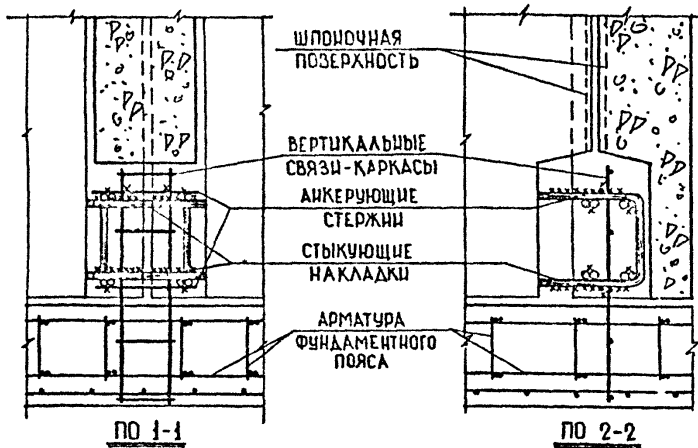 ШПОНОЧНАЯ
ПОВЕРХНОСТЬ
ВЕРТИКАЛЬНЫЕ
СВЯЗИ-КАРКАСЫ
АНКЕРУЮЩИЕ
СТЕРЖНИ
СТЫКУЮЩИЕ
НАКЛАДКИ
АРМАТУРА
ФУНДАМЕНТНОГО
ПОЯСА
ПО 1-1
ПО 2-2